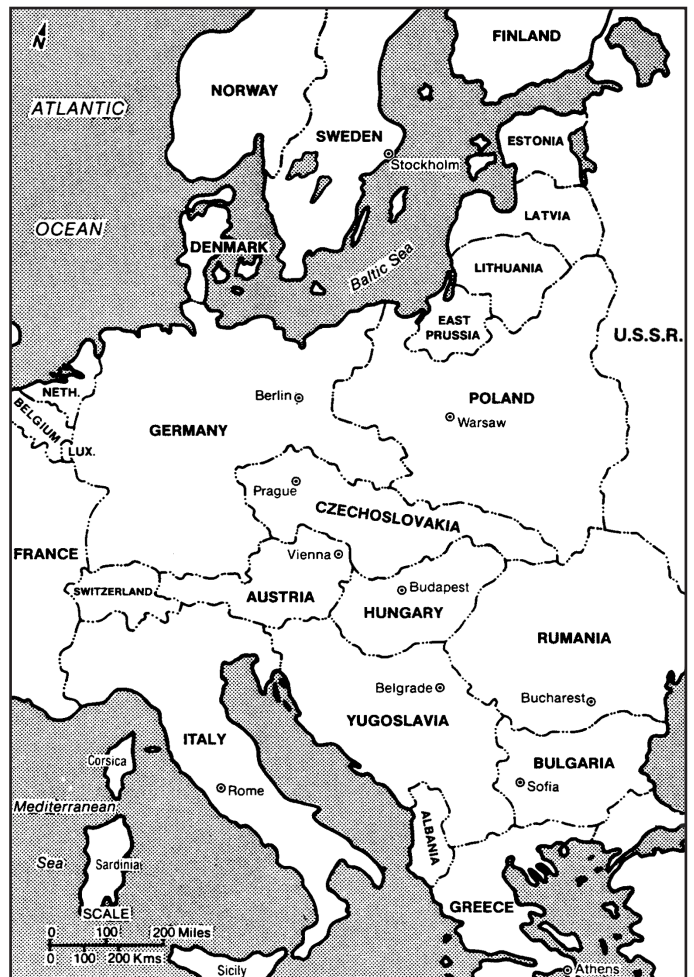 N
FINLAND
NORWAY
ATLANTIC
SWEDEN
Stockholm
ESTONIA
LATVIA
OCEAN
DENMARK
Baltic Sea
LITHUANIA
EAST
PRUSSIA
U.S.S.R.
NETH.
BELGIUM
LUX.
Berlin
POLAND
Warsaw
GERMANY
Prague
CZECHOSLOVAKIA
FRANCE
Vienna
SWITZERLAND
AUSTRIA
Budapest
HUNGARY
RUMANIA
Belgrade
Bucharest
YUGOSLAVIA
ITALY
Corsica
BULGARIA
Sofia
Rome
Mediterranean
ALBANIA
Sea
Sardinia
GREECE
SCALE
0 100 200 Miles
0 100 200 Kms
Sicily
Athens